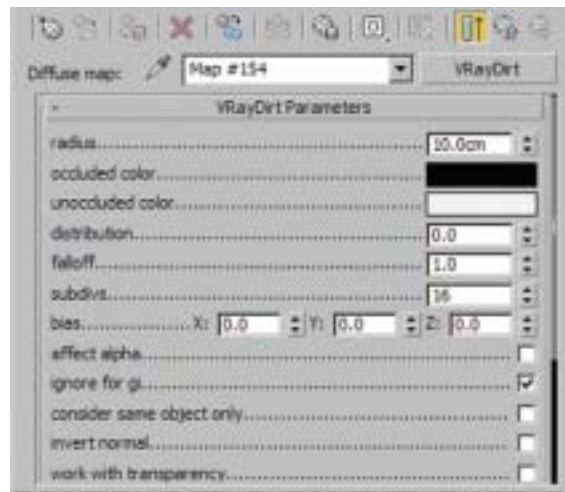 Diffuse map: Map #154 VRayDirt
- VRayDirt Parameters
radius 10.0cm
occluded color
unoccluded color
distribution 0.0
falloff 1.0
subdivs 16
bias X: 0.0 Y: 0.0 Z: 0.0
affect alpha
ignore for gi
consider same object only
invert normal
work with transparency